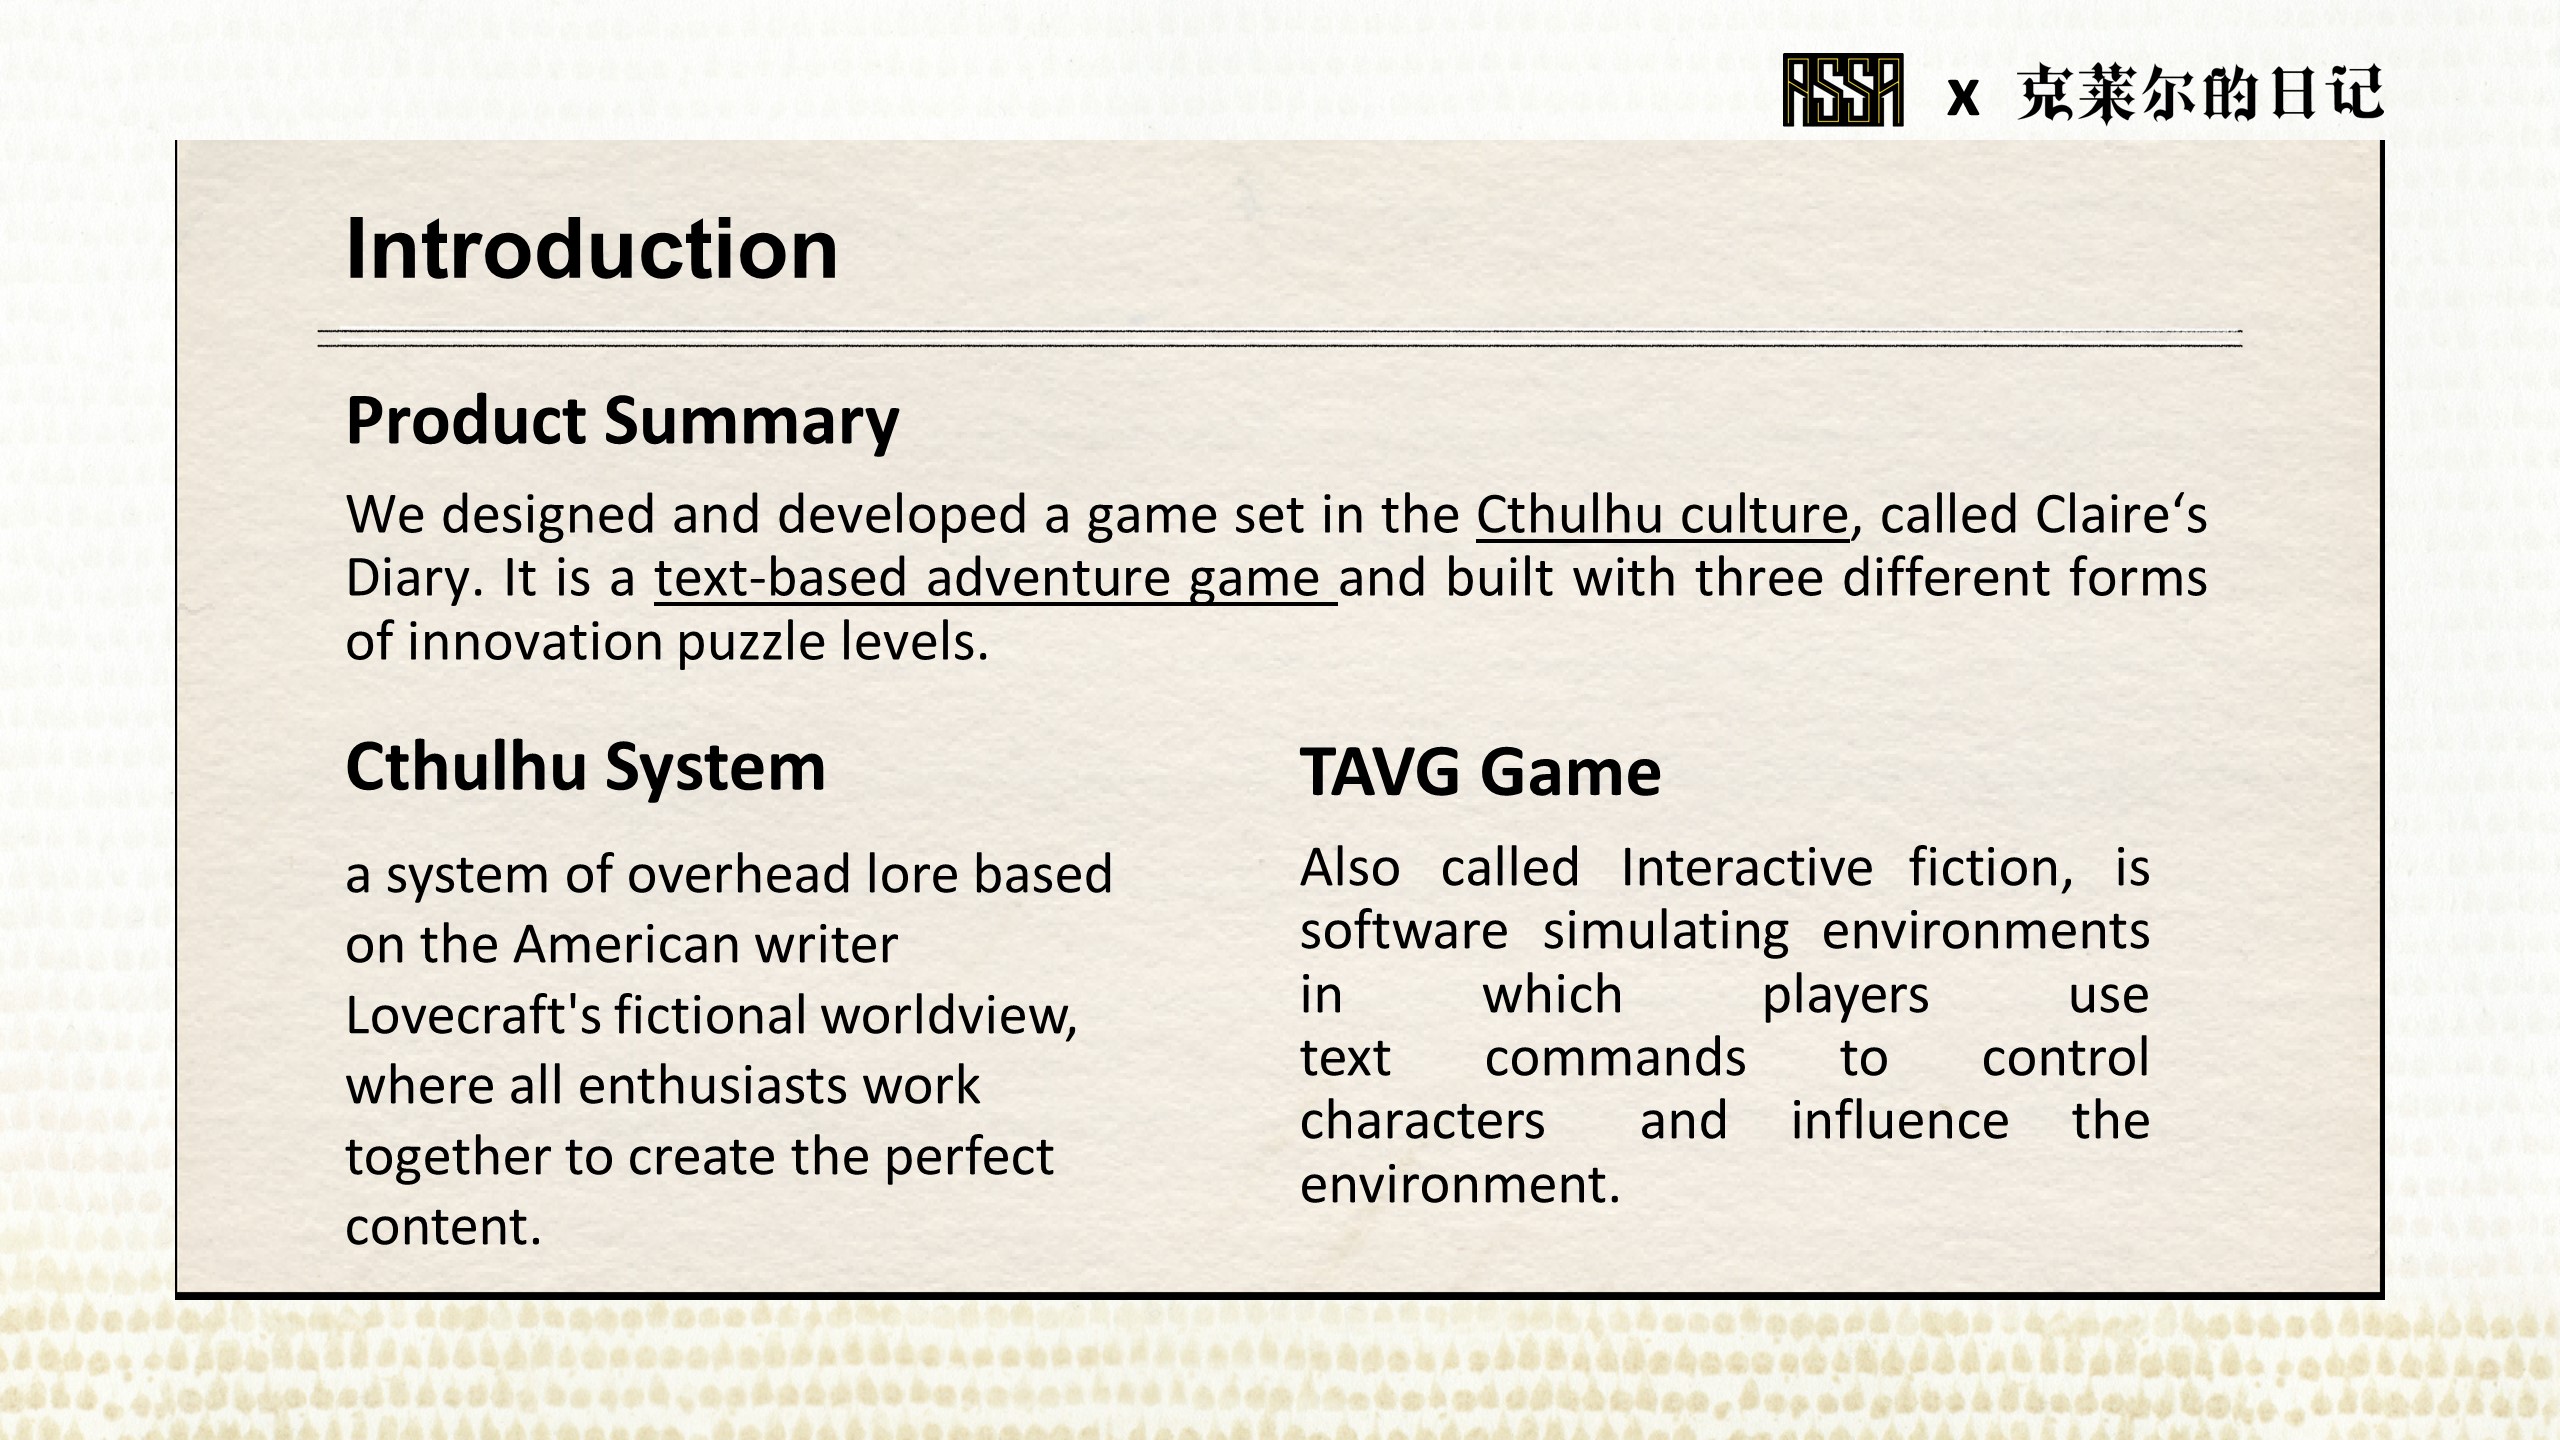 ASSA x 克莱尔的日记
Introduction
Product Summary
We designed and developed a game set in the Cthulhu culture, called Claire‘s
Diary. It is a text-based adventure game and built with three different forms
of innovation puzzle levels.
Cthulhu System
a system of overhead lore based
on the American writer
Lovecraft's fictional worldview,
where all enthusiasts work
together to create the perfect
content.
TAVG Game
Also called Interactive fiction, is
software simulating environments
in which players use
text commands to control
characters and influence the
environment.